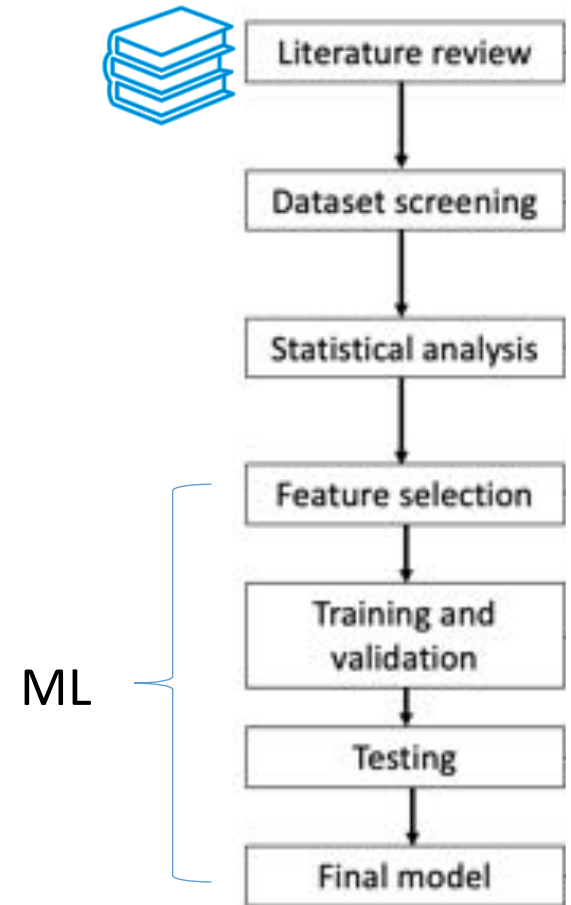 Literature review
Dataset screening
Statistical analysis
Feature selection
Training and
validation
ML
Testing
Final model